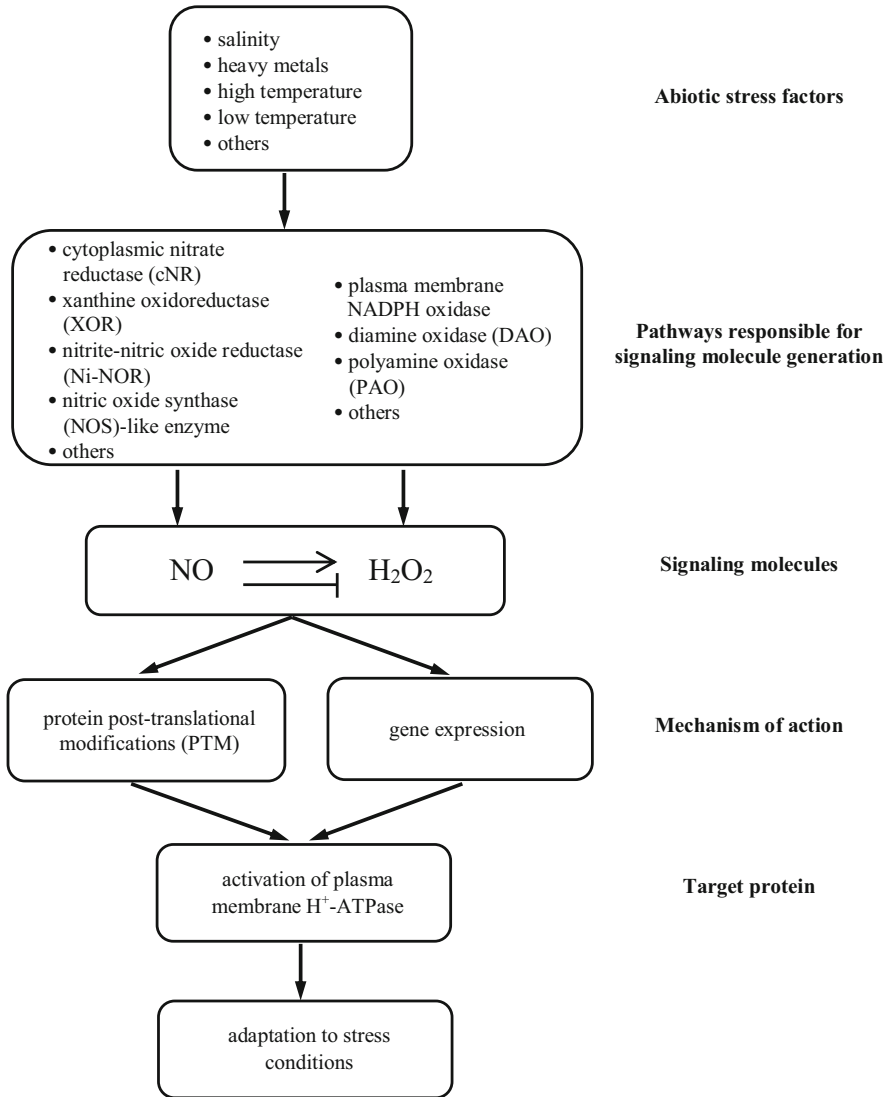 • salinity
• heavy metals
• high temperature
• low temperature
• others
Abiotic stress factors
• cytoplasmic nitrate
reductase (cNR)
• xanthine oxidoreductase
(XOR)
• nitrite-nitric oxide reductase
(Ni-NOR)
• nitric oxide synthase
(NOS)-like enzyme
• others
• plasma membrane
NADPH oxidase
• diamine oxidase (DAO)
• polyamine oxidase
(PAO)
• others
Pathways responsible for
signaling molecule generation
NO H₂O₂
Signaling molecules
protein post-translational
modifications (PTM)
gene expression
Mechanism of action
activation of plasma
membrane H⁺-ATPase
Target protein
adaptation to stress
conditions